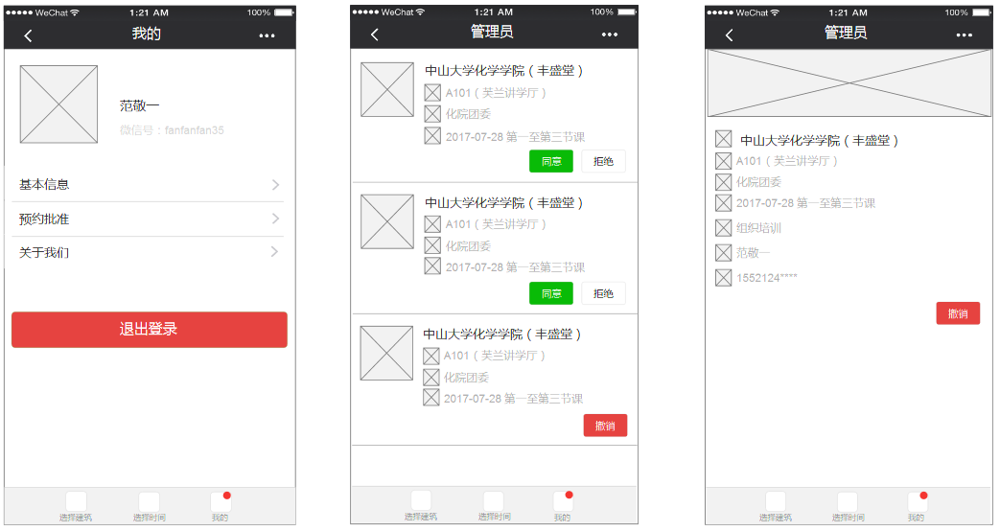 WeChat 1:21 AM 100%
我的
范敬一
微信号：fanfanfan35
基本信息
预约批准
关于我们
退出登录
选择建筑 选择时间 我的
WeChat 1:21 AM 100%
管理员
中山大学化学学院（丰盛堂）
A101（芙兰讲学厅）
化院团委
2017-07-28 第一至第三节课
同意 拒绝
中山大学化学学院（丰盛堂）
A101（芙兰讲学厅）
化院团委
2017-07-28 第一至第三节课
同意 拒绝
中山大学化学学院（丰盛堂）
A101（芙兰讲学厅）
化院团委
2017-07-28 第一至第三节课
撤销
选择建筑 选择时间 我的
WeChat 1:21 AM 100%
管理员
中山大学化学学院（丰盛堂）
A101（芙兰讲学厅）
化院团委
2017-07-28 第一至第三节课
组织培训
范敬一
1552124****
撤销
选择建筑 选择时间 我的